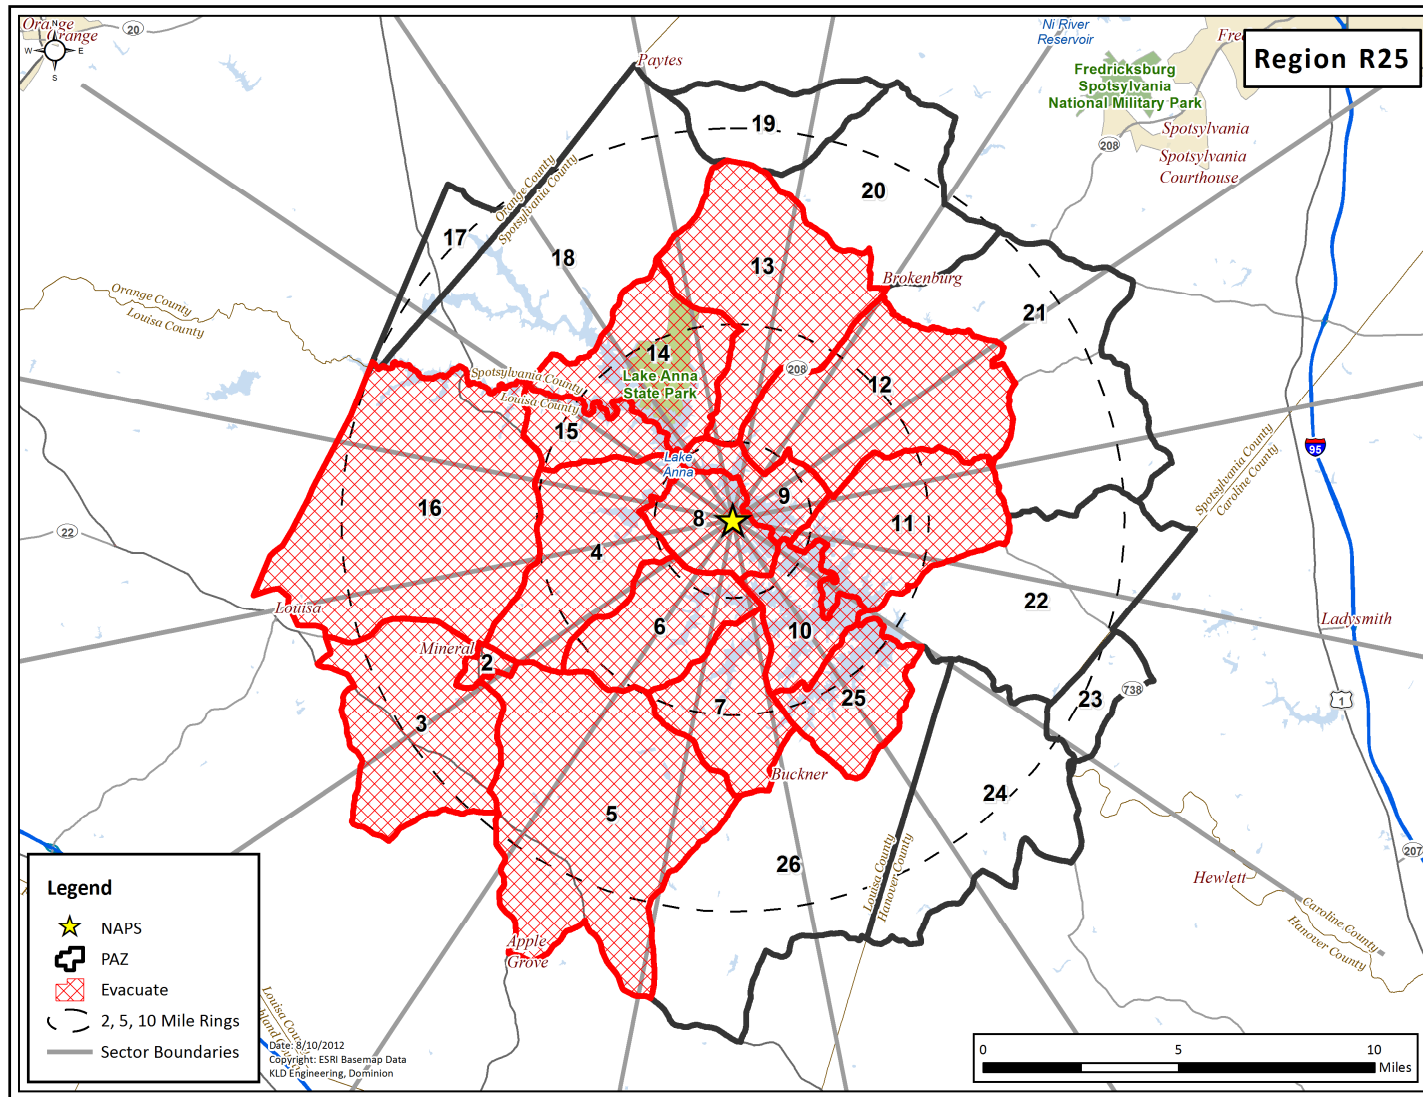 Orange
Orange
N
W
E
S
20
Paytes
Ni River
Reservoir
Region R25
Fredricksburg
Spotsylvania
National Military Park
Spotsylvania
208
Spotsylvania
Courthouse
19
20
17
18
Orange County
Spotsylvania County
13
Brokenburg
21
Orange County
Louisa County
14
Lake Anna
State Park
208
12
Spotsylvania County
Louisa County
15
Lake
Anna
95
Spotsylvania County
Caroline County
16
9
8
11
22
4
Louisa
22
Ladysmith
6
10
Mineral
2
25
23
738
1
3
7
Buckner
5
24
26
207
Louisa County
Hanover County
Hewlett
Caroline County
Hanover County
Apple
Grove
Legend
NAPS
PAZ
Evacuate
2, 5, 10 Mile Rings
Sector Boundaries
Louisa County
Date: 8/10/2012
Copyright: ESRI Basemap Data
KLD Engineering, Dominion
0
5
10
Miles